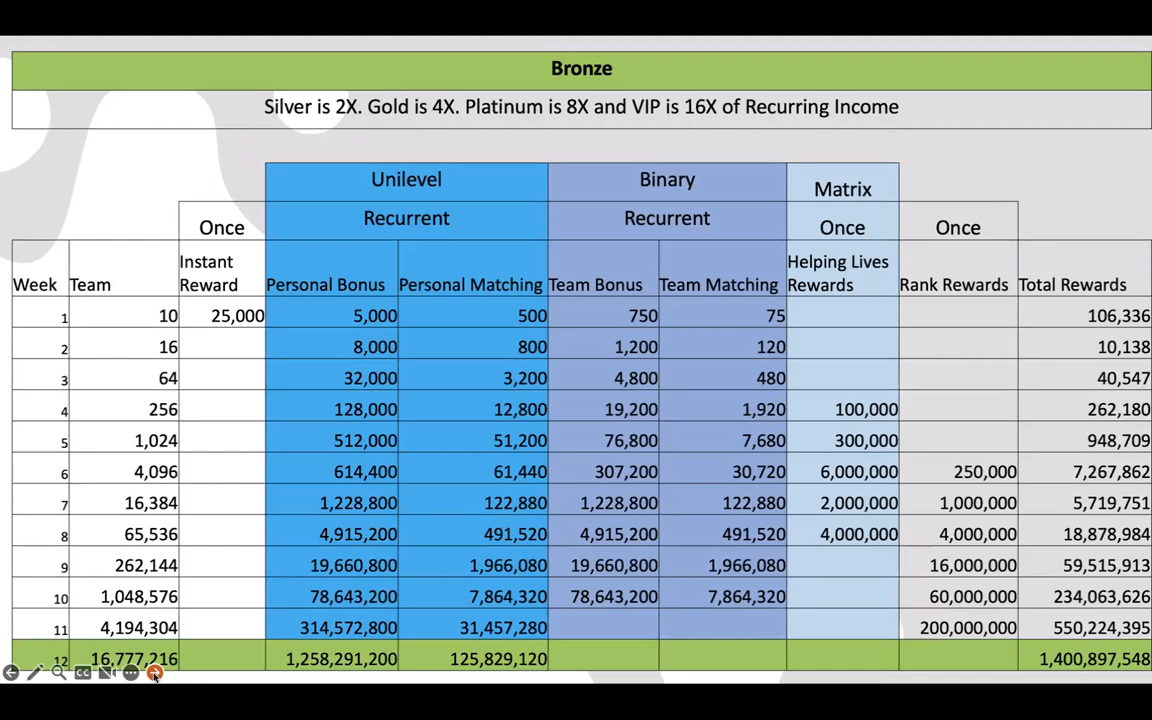 Bronze
Silver is 2X. Gold is 4X. Platinum is 8X and VIP is 16X of Recurring Income
Unilevel Binary Matrix
Recurrent Recurrent
Once Once Once
Week Team Instant Reward Personal Bonus Personal Matching Team Bonus Team Matching Helping Lives Rewards Rank Rewards Total Rewards
1 10 25,000 5,000 500 750 75 106,336
2 16 8,000 800 1,200 120 10,138
3 64 32,000 3,200 4,800 480 40,547
4 256 128,000 12,800 19,200 1,920 100,000 262,180
5 1,024 512,000 51,200 76,800 7,680 300,000 948,709
6 4,096 614,400 61,440 307,200 30,720 6,000,000 250,000 7,267,862
7 16,384 1,228,800 122,880 1,228,800 122,880 2,000,000 1,000,000 5,719,751
8 65,536 4,915,200 491,520 4,915,200 491,520 4,000,000 4,000,000 18,878,984
9 262,144 19,660,800 1,966,080 19,660,800 1,966,080 16,000,000 59,515,913
10 1,048,576 78,643,200 7,864,320 78,643,200 7,864,320 60,000,000 234,063,626
11 4,194,304 314,572,800 31,457,280 200,000,000 550,224,395
12 16,777,216 1,258,291,200 125,829,120 1,400,897,548
CC